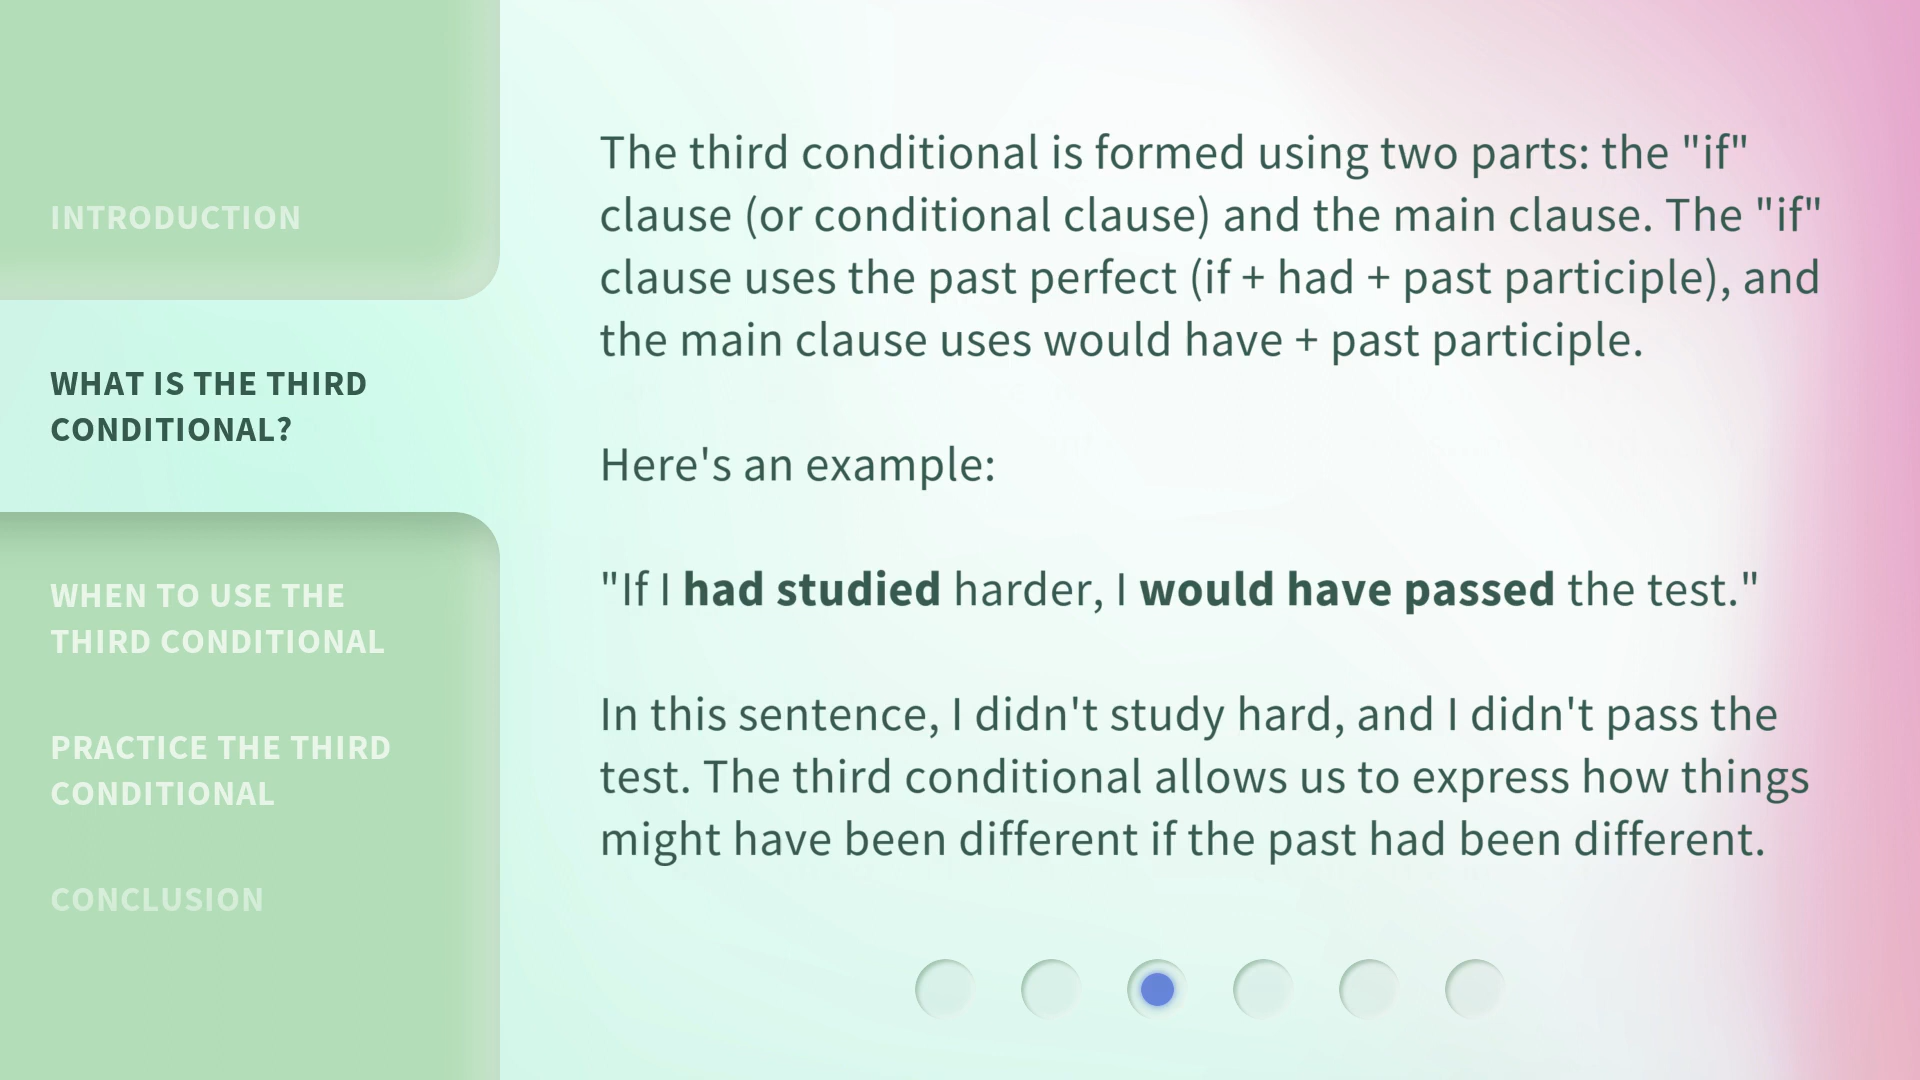 INTRODUCTION
WHAT IS THE THIRD
CONDITIONAL?
WHEN TO USE THE
THIRD CONDITIONAL
PRACTICE THE THIRD
CONDITIONAL
CONCLUSION
The third conditional is formed using two parts: the "if"
clause (or conditional clause) and the main clause. The "if"
clause uses the past perfect (if + had + past participle), and
the main clause uses would have + past participle.
Here's an example:
"If I had studied harder, I would have passed the test."
In this sentence, I didn't study hard, and I didn't pass the
test. The third conditional allows us to express how things
might have been different if the past had been different.